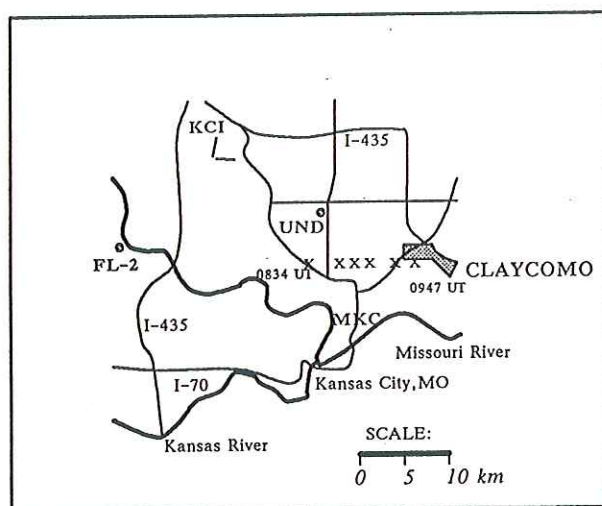 KCI
I-435
UND
X XXX X X
CLAYCOMO
FL-2
0834 UT
0947 UT
I-435
MKC
Missouri River
I-70
Kansas City, MO
Kansas River
SCALE:
0 5 10 km